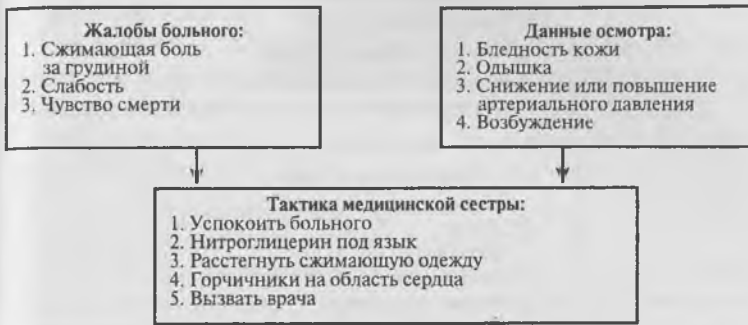 Жалобы больного:
1. Сжимающая боль
за грудиной
2. Слабость
3. Чувство смерти
Данные осмотра:
1. Бледность кожи
2. Одышка
3. Снижение или повышение
артериального давления
4. Возбуждение
Тактика медицинской сестры:
1. Успокоить больного
2. Нитроглицерин под язык
3. Расстегнуть сжимающую одежду
4. Горчичники на область сердца
5. Вызвать врача